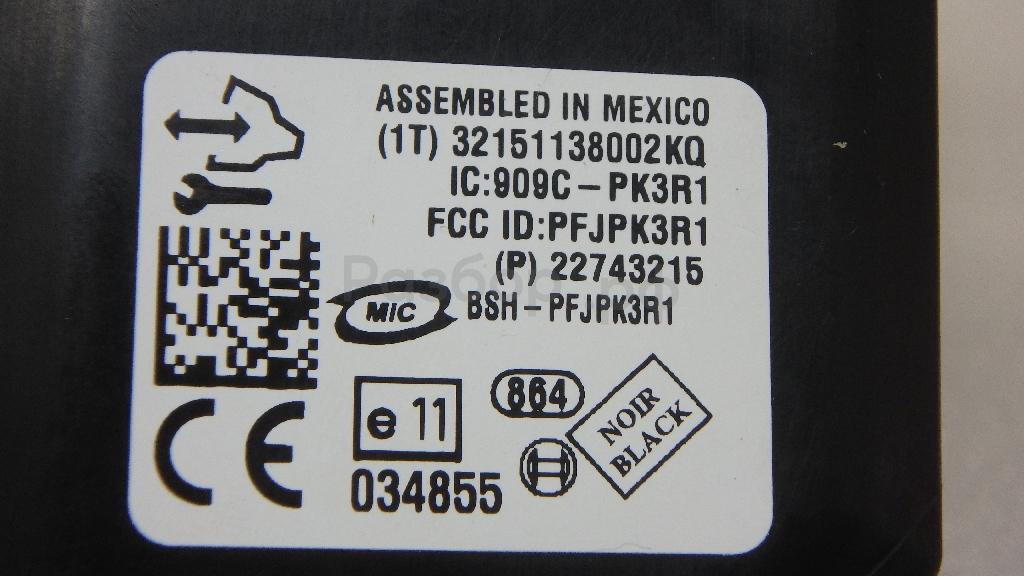 ASSEMBLED IN MEXICO
(1T) 32151138002KQ
IC:909C-PK3R1
FCC ID:PFJPK3R1
(P) 22743215
MIC BSH-PFJPK3R1
864
e 11
NOIR
BLACK
034855
CE